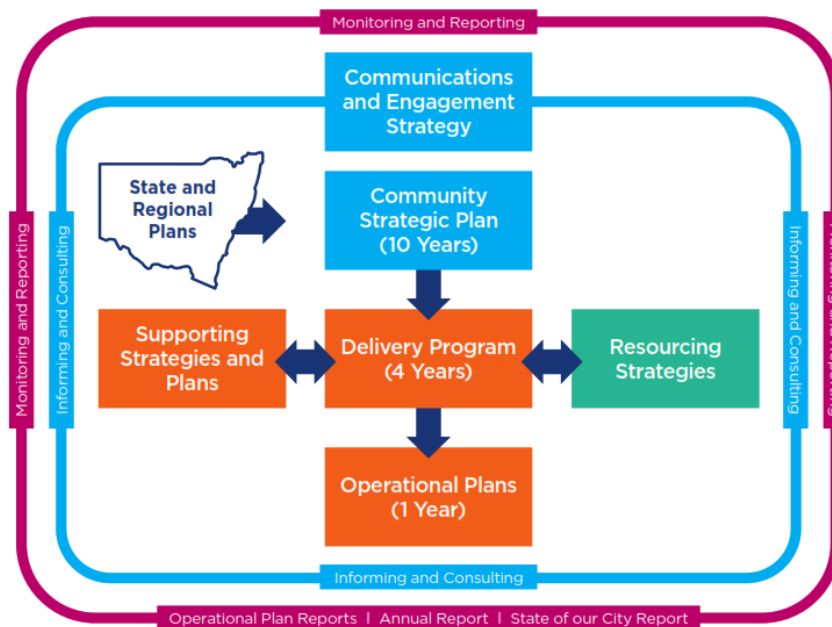 Monitoring and Reporting
Communications
and Engagement
Strategy
State and
Regional
Plans
Community
Strategic Plan
(10 Years)
Monitoring and Reporting
Informing and Consulting
Informing and Consulting
Supporting
Strategies and
Plans
Delivery Program
(4 Years)
Resourcing
Strategies
Operational Plans
(1 Year)
Informing and Consulting
Operational Plan Reports I Annual Report I State of our City Report